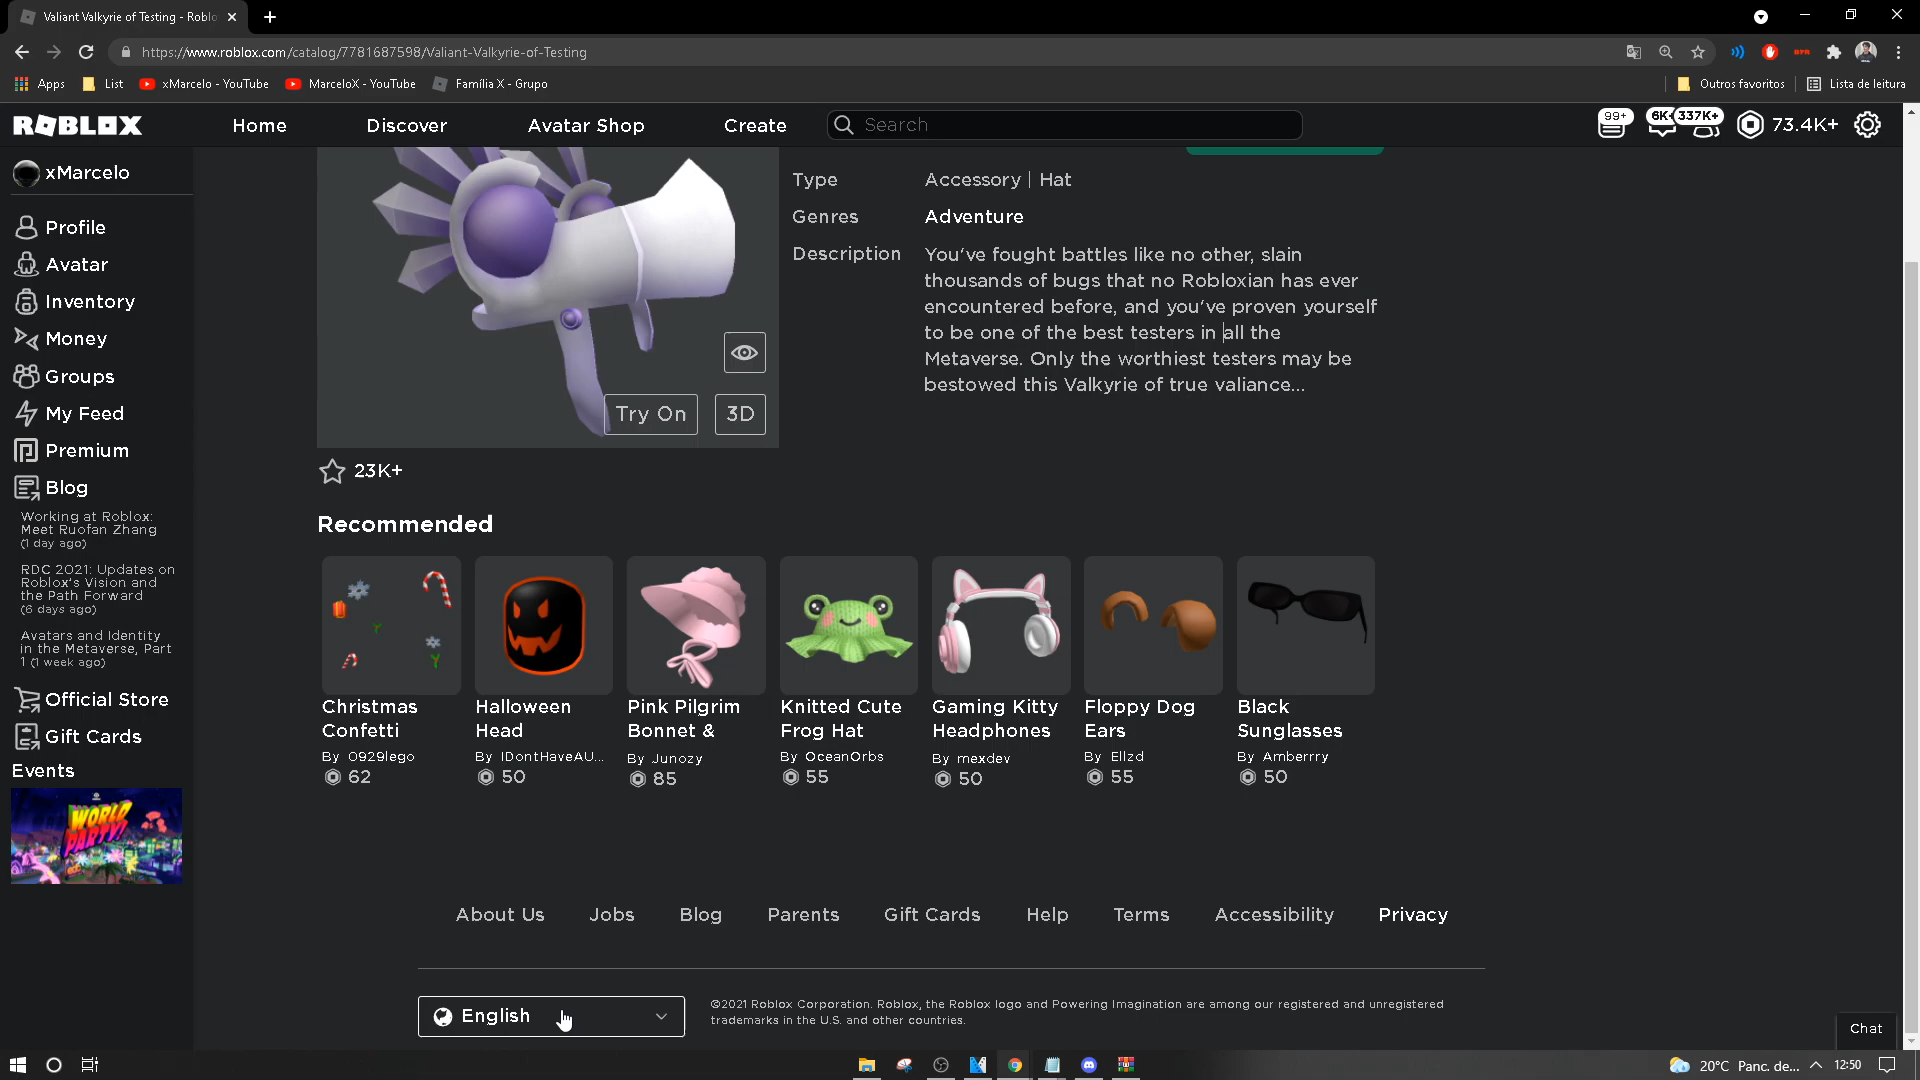 Valiant Valkyrie of Testing - Roblo
https://www.roblox.com/catalog/7781687598/Valiant-Valkyrie-of-Testing
Apps
List
xMarcelo - YouTube
MarceloX - YouTube
Família X - Grupo
Outros favoritos
Lista de leitura
ROBLOX
Home
Discover
Avatar Shop
Create
Search
99+
6K+
337K+
73.4K+
xMarcelo
Profile
Avatar
Inventory
Money
Groups
My Feed
Premium
Blog
Working at Roblox:
Meet Ruofan Zhang
(1 day ago)
RDC 2021: Updates on
Roblox's Vision and
the Path Forward
(6 days ago)
Avatars and Identity
in the Metaverse, Part
1 (1 week ago)
Official Store
Gift Cards
Events
WORLD
PARTY!
Try On
3D
23K+
Type
Accessory | Hat
Genres
Adventure
Description
You've fought battles like no other, slain
thousands of bugs that no Robloxian has ever
encountered before, and you've proven yourself
to be one of the best testers in all the
Metaverse. Only the worthiest testers may be
bestowed this Valkyrie of true valiance...
Recommended
Christmas
Confetti
By 0929lego
62
Halloween
Head
By IDontHaveAU...
50
Pink Pilgrim
Bonnet &
By Junozy
85
Knitted Cute
Frog Hat
By OceanOrbs
55
Gaming Kitty
Headphones
By mexdev
50
Floppy Dog
Ears
By Ellzd
55
Black
Sunglasses
By Amberrry
50
About Us
Jobs
Blog
Parents
Gift Cards
Help
Terms
Accessibility
Privacy
English
©2021 Roblox Corporation. Roblox, the Roblox logo and Powering Imagination are among our registered and unregistered
trademarks in the U.S. and other countries.
Chat
20°C Panc. de...
12:50